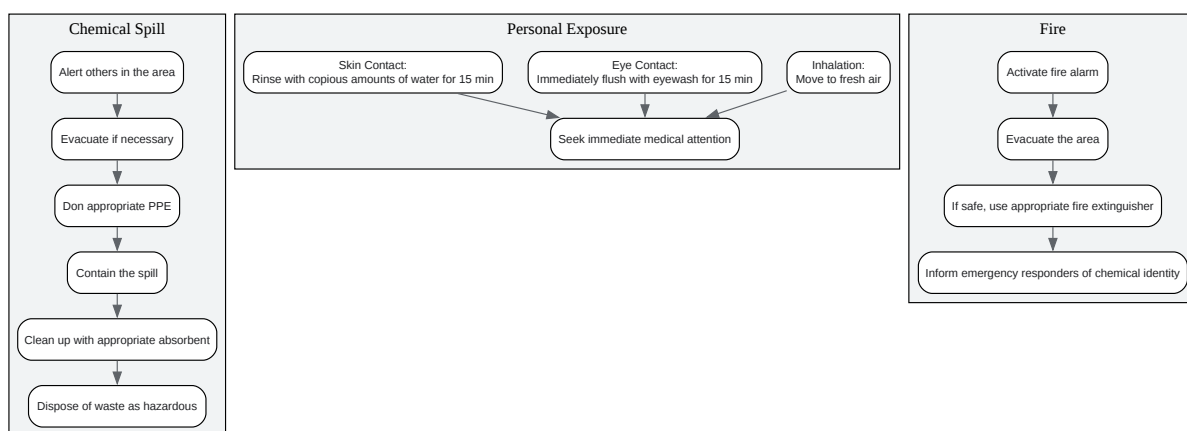 Chemical Spill
Alert others in the area
Evacuate if necessary
Don appropriate PPE
Contain the spill
Clean up with appropriate absorbent
Dispose of waste as hazardous
Personal Exposure
Skin Contact:
Rinse with copious amounts of water for 15 min
Eye Contact:
Immediately flush with eyewash for 15 min
Inhalation:
Move to fresh air
Seek immediate medical attention
Fire
Activate fire alarm
Evacuate the area
If safe, use appropriate fire extinguisher
Inform emergency responders of chemical identity